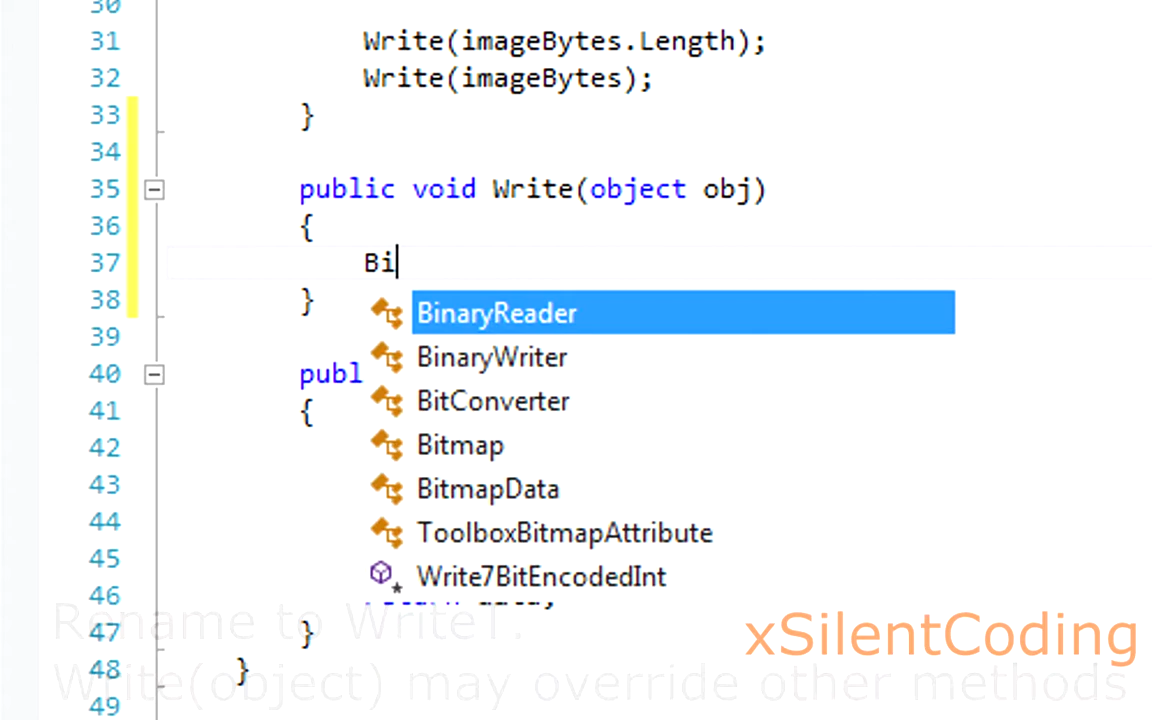 30
31 Write(imageBytes.Length);
32 Write(imageBytes);
33 }
34
35 public void Write(object obj)
36 {
37 Bi
38 }
BinaryReader
39
BinaryWriter
40 publ
BitConverter
41 {
42 Bitmap
43 BitmapData
44 ToolboxBitmapAttribute
45 Write7BitEncodedInt
46
Rename to WriteT.
xSilentCoding
47 }
48 }
Write(object) may override other methods
49